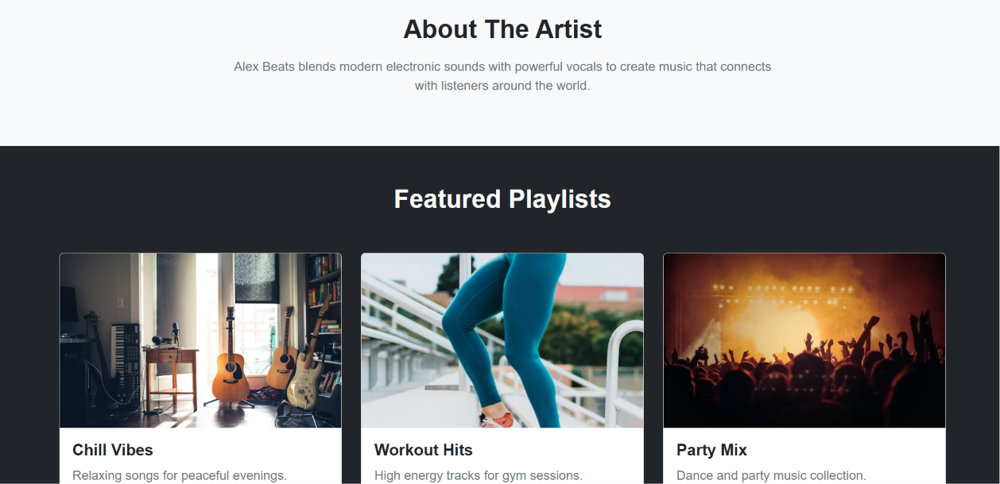 About The Artist
Alex Beats blends modern electronic sounds with powerful vocals to create music that connects
with listeners around the world.
Featured Playlists
Chill Vibes
Relaxing songs for peaceful evenings.
Workout Hits
High energy tracks for gym sessions.
Party Mix
Dance and party music collection.